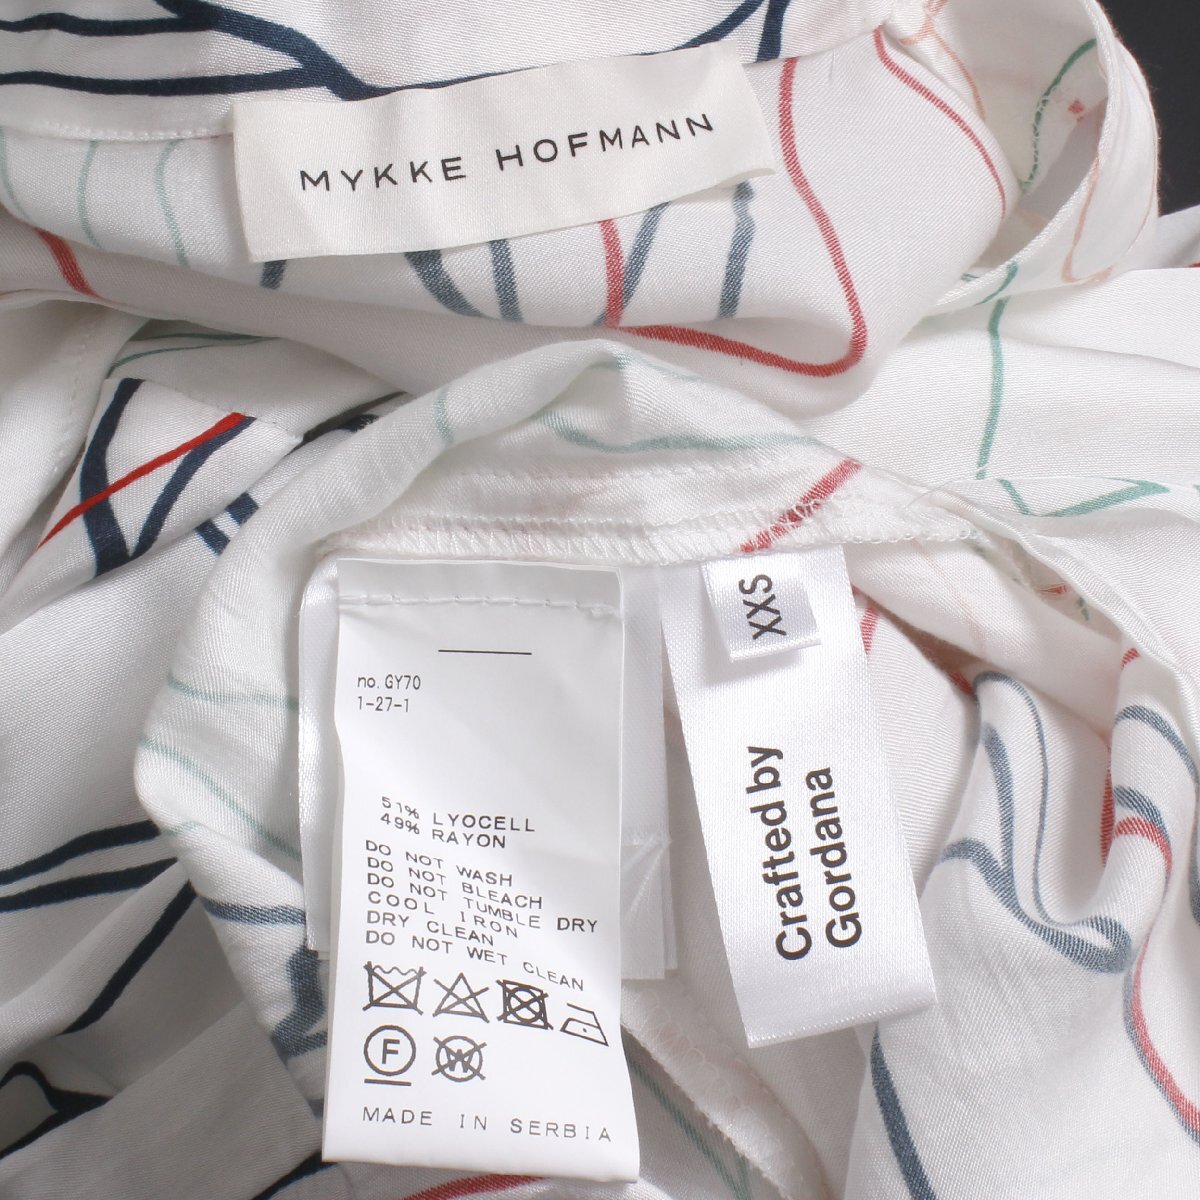 MYKKE HOFMANN
no. GY70
1-27-1
51% LYOCELL
49% RAYON
DO NOT WASH
DO NOT BLEACH
DO NOT TUMBLE DRY
COOL IRON
DRY CLEAN
DO NOT WET CLEAN
F
W
MADE IN SERBIA
XXS
Crafted by
Gordana